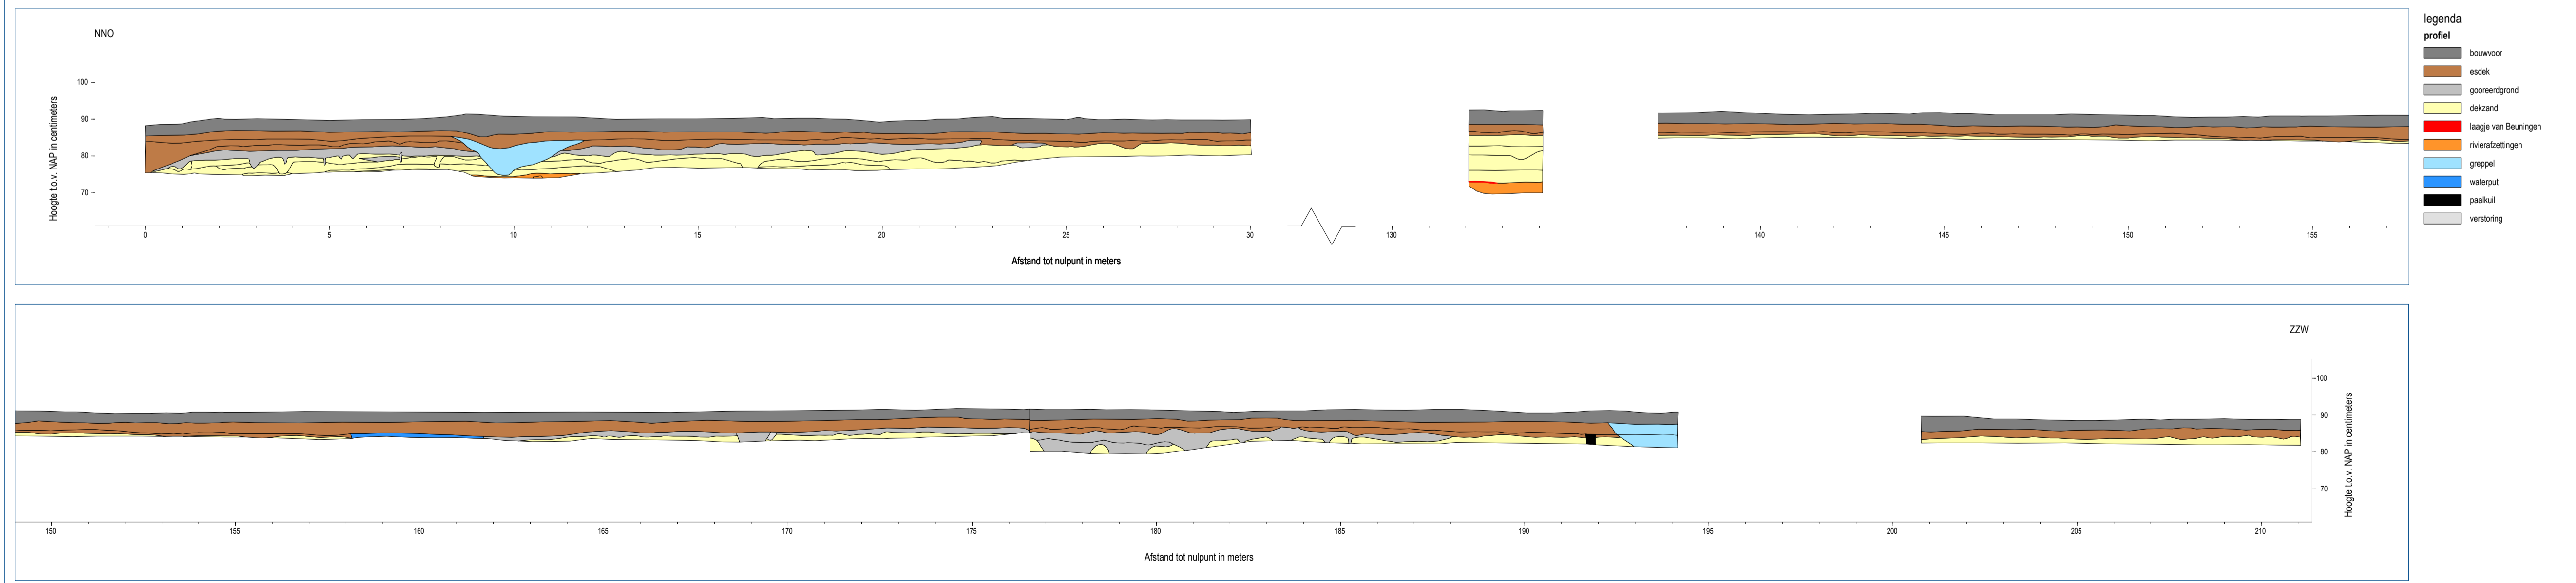 NNO
100
90
80
70
Hoogte t.o.v. NAP in centimeters
0 5 10 15 20 25 30 130 140 145 150 155
Afstand tot nulpunt in meters
legenda
profiel
bouwvoor
esdek
gooreerdgrond
dekzand
laagje van Beuningen
rivierafzettingen
greppel
waterput
paalkuil
verstoring
ZZW
100
90
80
70
Hoogte t.o.v. NAP in centimeters
150 155 160 165 170 175 180 185 190 195 200 205 210
Afstand tot nulpunt in meters